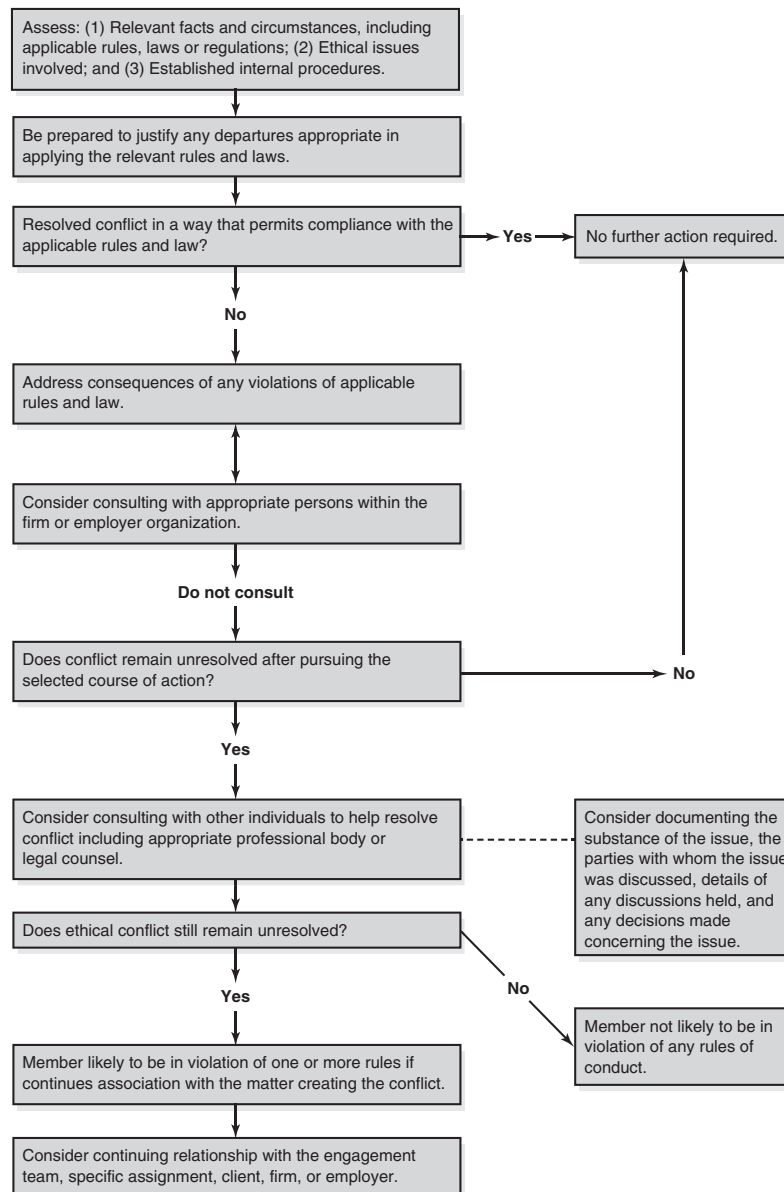 Assess: (1) Relevant facts and circumstances, including
applicable rules, laws or regulations; (2) Ethical issues
involved; and (3) Established internal procedures.
Be prepared to justify any departures appropriate in
applying the relevant rules and laws.
Resolved conflict in a way that permits compliance with the
applicable rules and law?
Yes
No further action required.
No
Address consequences of any violations of applicable
rules and law.
Consider consulting with appropriate persons within the
firm or employer organization.
Do not consult
Does conflict remain unresolved after pursuing the
selected course of action?
No
Yes
Consider consulting with other individuals to help resolve
conflict including appropriate professional body or
legal counsel.
Consider documenting the
substance of the issue, the
parties with whom the issue
was discussed, details of
any discussions held, and
any decisions made
concerning the issue.
Does ethical conflict still remain unresolved?
No
Yes
Member not likely to be in
violation of any rules of
conduct.
Member likely to be in violation of one or more rules if
continues association with the matter creating the conflict.
Consider continuing relationship with the engagement
team, specific assignment, client, firm, or employer.